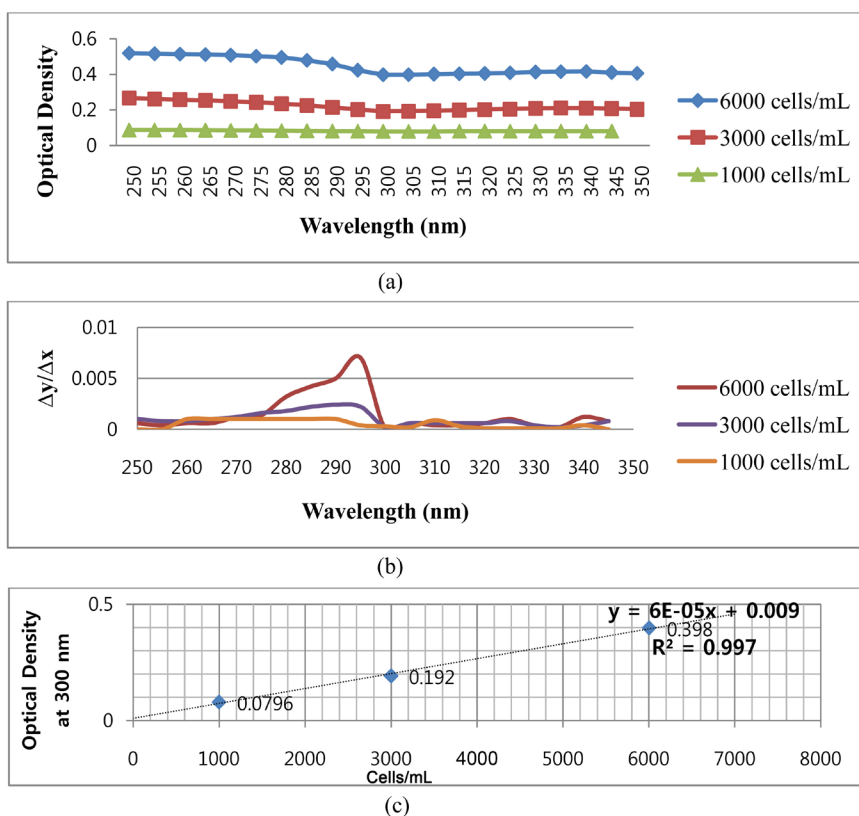 0.6
0.4
0.2
0
Optical Density
250 255 260 265 270 275 280 285 290 295 300 305 310 315 320 325 330 335 340 345 350
Wavelength (nm)
6000 cells/mL
3000 cells/mL
1000 cells/mL
(a)
0.01
0.005
0
Δy/Δx
250 260 270 280 290 300 310 320 330 340 350
Wavelength (nm)
6000 cells/mL
3000 cells/mL
1000 cells/mL
(b)
0.5
0
Optical Density
at 300 nm
y = 6E-05x + 0.009
R² = 0.997
0.0796
0.192
0.398
0 1000 2000 3000 4000 5000 6000 7000 8000
Cells/mL
(c)